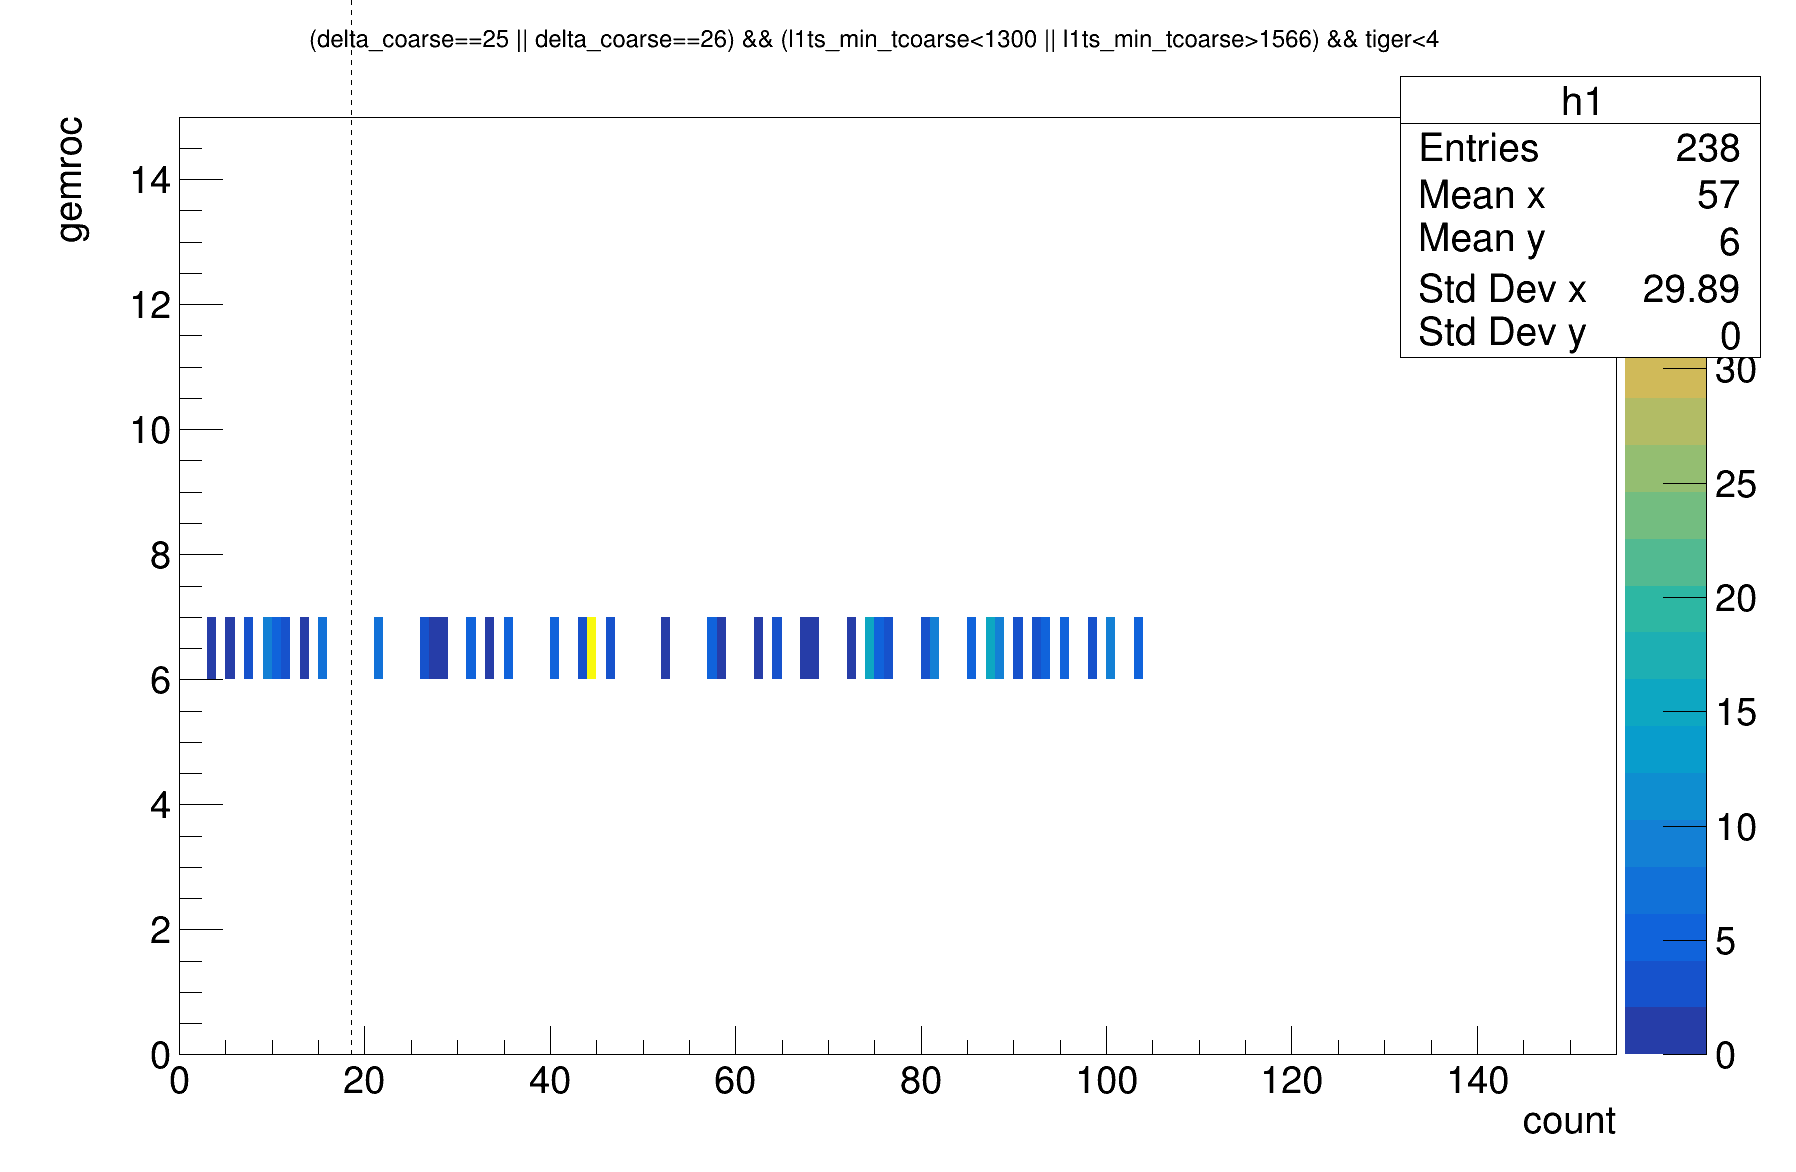 (delta_coarse==25 || delta_coarse==26) && (l1ts_min_tcoarse<1300 || l1ts_min_tcoarse>1566) && tiger<4
h1
Entries 238
Mean x 57
Mean y 6
Std Dev x 29.89
Std Dev y 0
gemroc
14
12
10
8
6
4
2
0
0 20 40 60 80 100 120 140
count
30
25
20
15
10
5
0